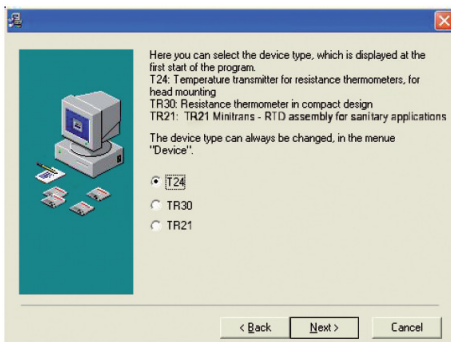 Here you can select the device type, which is displayed at the
first start of the program.
T24: Temperature transmitter for resistance thermometers, for
head mounting
TR30: Resistance thermometer in compact design
TR21: TR21 Minitrans - RTD assembly for sanitary applications
The device type can always be changed, in the menue
"Device".
T24
TR30
TR21
< Back
Next >
Cancel